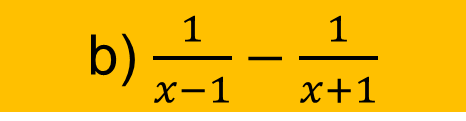 b) 1/(x−1) − 1/(x+1)